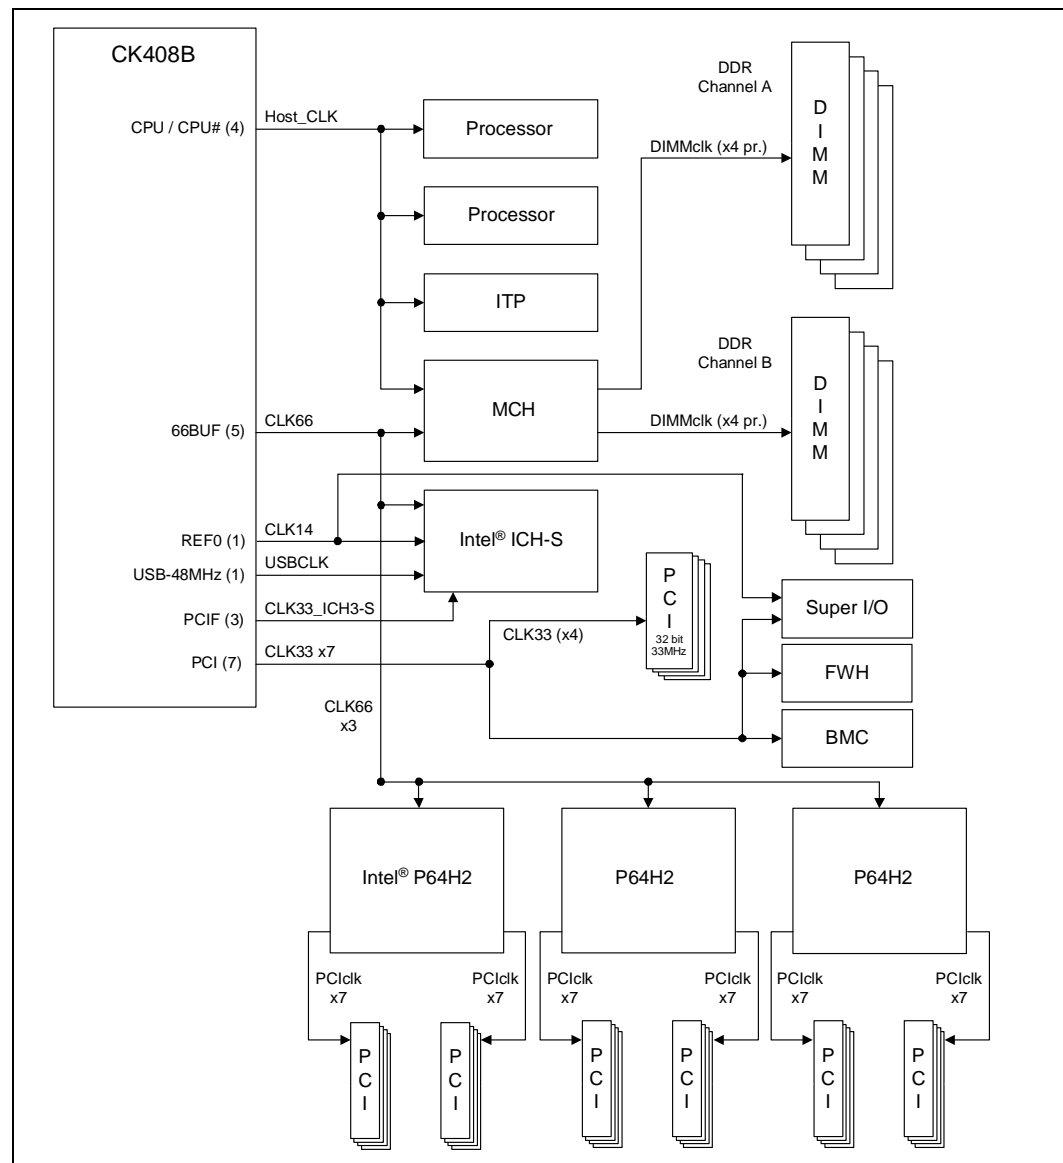 CK408B
CPU / CPU# (4)
Host_CLK
Processor
Processor
ITP
MCH
DDR
Channel A
DIMMclk (x4 pr.)
D
I
M
M
DDR
Channel B
DIMMclk (x4 pr.)
D
I
M
M
66BUF (5)
CLK66
REF0 (1)
CLK14
USB-48MHz (1)
USBCLK
PCIF (3)
CLK33_ICH3-S
PCI (7)
CLK33 x7
Intel® ICH-S
CLK33 (x4)
P
C
I
32 bit
33MHz
Super I/O
FWH
BMC
CLK66
x3
Intel® P64H2
P64H2
P64H2
PCIclk
x7
PCIclk
x7
PCIclk
x7
PCIclk
x7
PCIclk
x7
PCIclk
x7
P
C
I
P
C
I
P
C
I
P
C
I
P
C
I
P
C
I